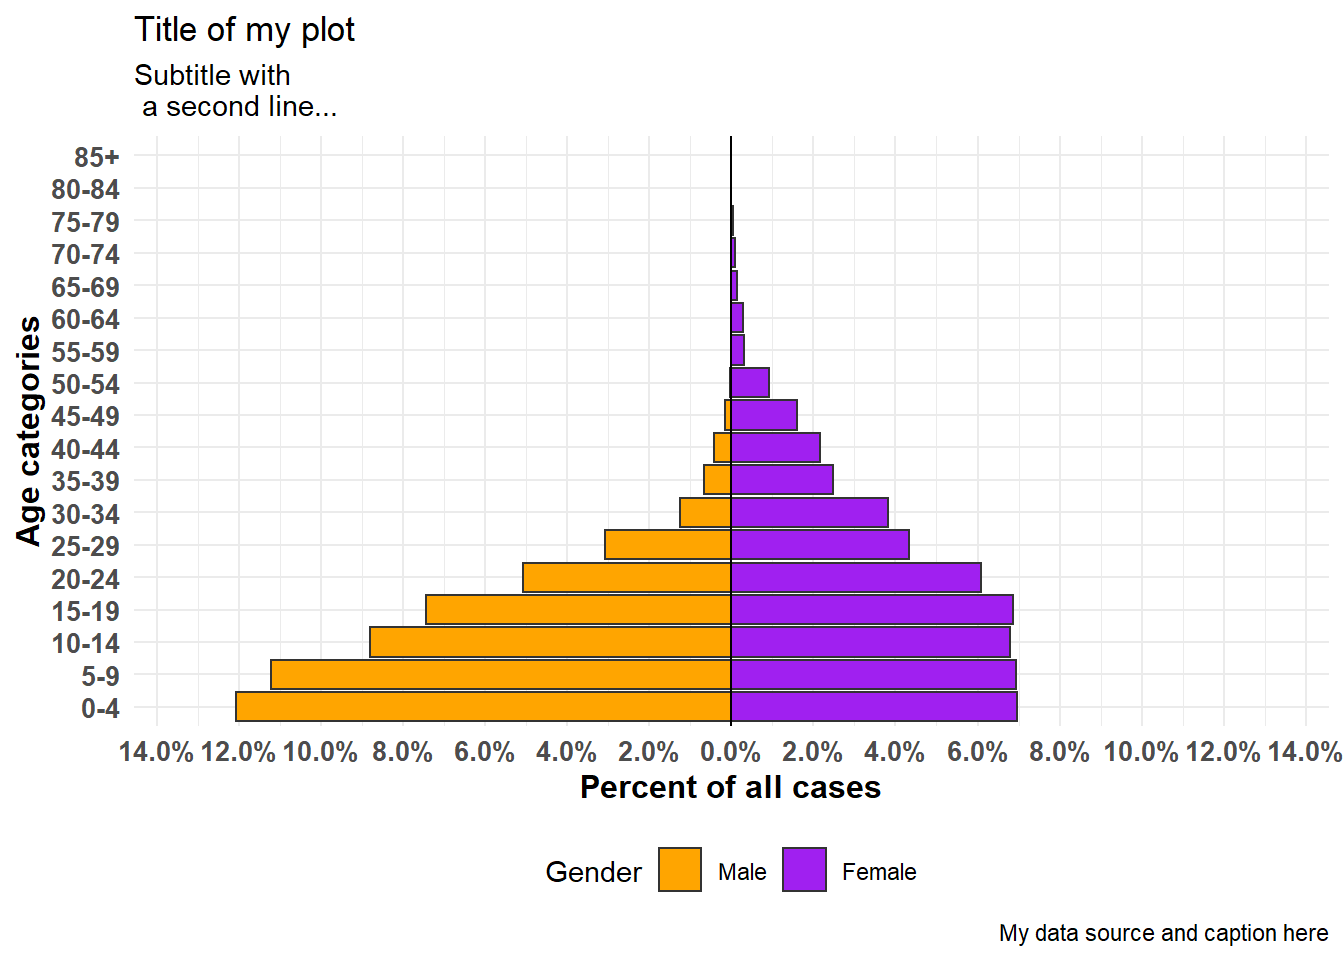 Title of my plot
Subtitle with
a second line...
85+
80-84
75-79
70-74
65-69
60-64
55-59
50-54
45-49
40-44
35-39
30-34
25-29
20-24
15-19
10-14
5-9
0-4
Age categories
14.0% 12.0% 10.0% 8.0% 6.0% 4.0% 2.0% 0.0% 2.0% 4.0% 6.0% 8.0% 10.0% 12.0% 14.0%
Percent of all cases
Gender Male Female
My data source and caption here